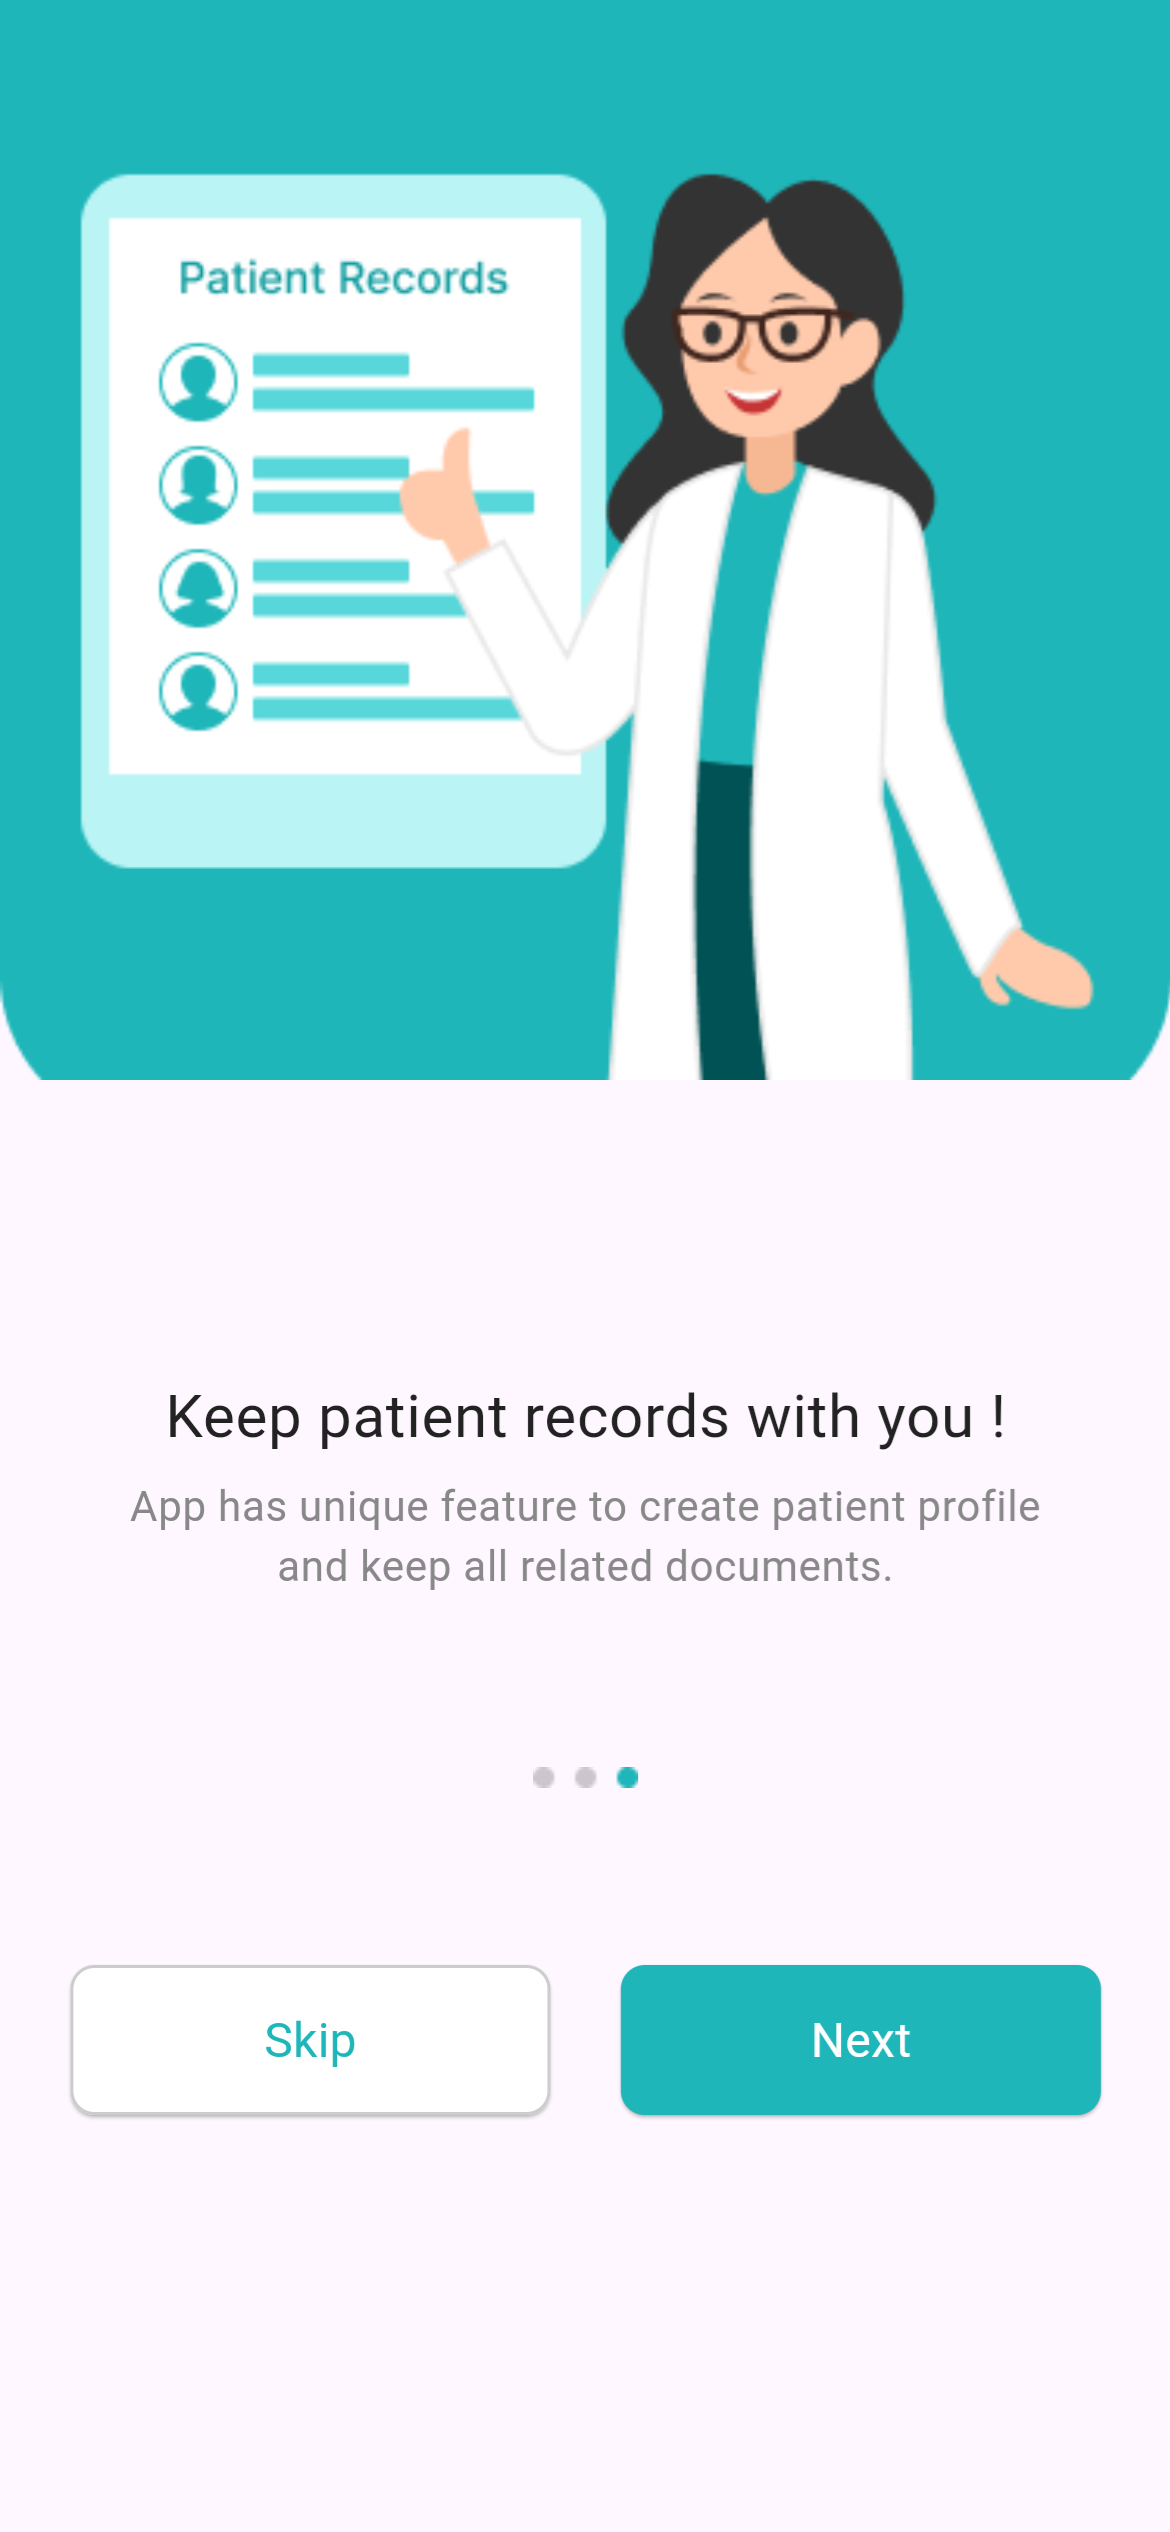 Patient Records
Keep patient records with you !
App has unique feature to create patient profile
and keep all related documents.
Skip
Next